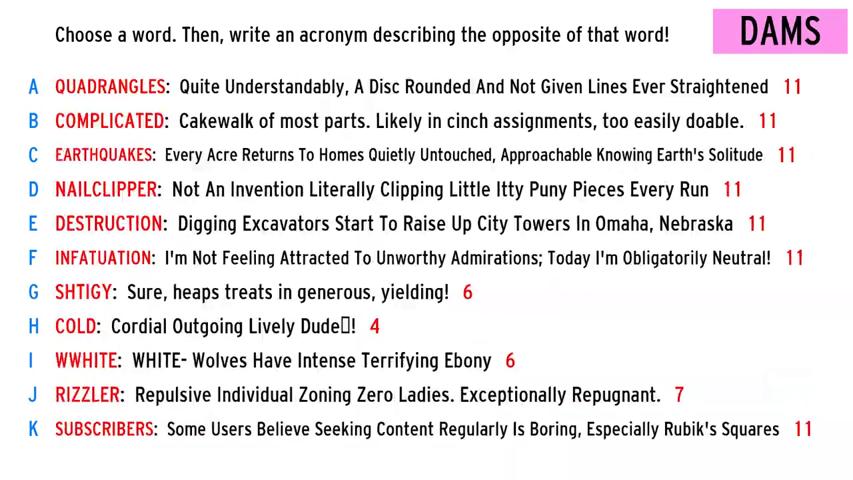 Choose a word. Then, write an acronym describing the opposite of that word!
DAMS
A QUADRANGLES: Quite Understandably, A Disc Rounded And Not Given Lines Ever Straightened 11
B COMPLICATED: Cakewalk of most parts. Likely in cinch assignments, too easily doable. 11
C EARTHQUAKES: Every Acre Returns To Homes Quietly Untouched, Approachable Knowing Earth's Solitude 11
D NAILCLIPPER: Not An Invention Literally Clipping Little Itty Puny Pieces Every Run 11
E DESTRUCTION: Digging Excavators Start To Raise Up City Towers In Omaha, Nebraska 11
F INFATUATION: I'm Not Feeling Attracted To Unworthy Admirations; Today I'm Obligatorily Neutral! 11
G SHTIGY: Sure, heaps treats in generous, yielding! 6
H COLD: Cordial Outgoing Lively Dude▯! 4
I WWHITE: WHITE- Wolves Have Intense Terrifying Ebony 6
J RIZZLER: Repulsive Individual Zoning Zero Ladies. Exceptionally Repugnant. 7
K SUBSCRIBERS: Some Users Believe Seeking Content Regularly Is Boring, Especially Rubik's Squares 11